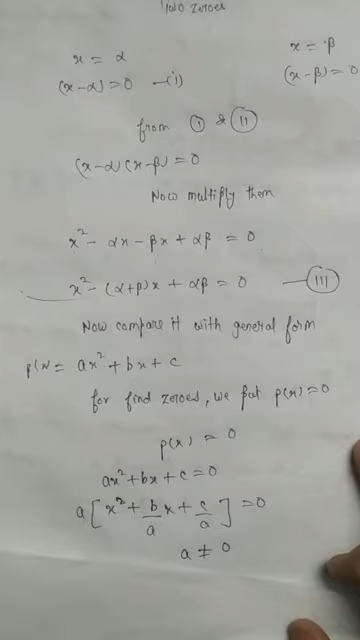 Two zeroes
x = α x = β
(x-α) = 0 —(i) (x-β) = 0
from (I) & (II)
(x-α)(x-β) = 0
Now multiply them
x² - αx - βx + αβ = 0
x² - (α+β)x + αβ = 0 —(III)
Now compare it with general form
p(x) = ax² + bx + c
for find zeroes, we put p(x) = 0
p(x) = 0
ax² + bx + c = 0
a[x² + b/a x + c/a] = 0
a ≠ 0